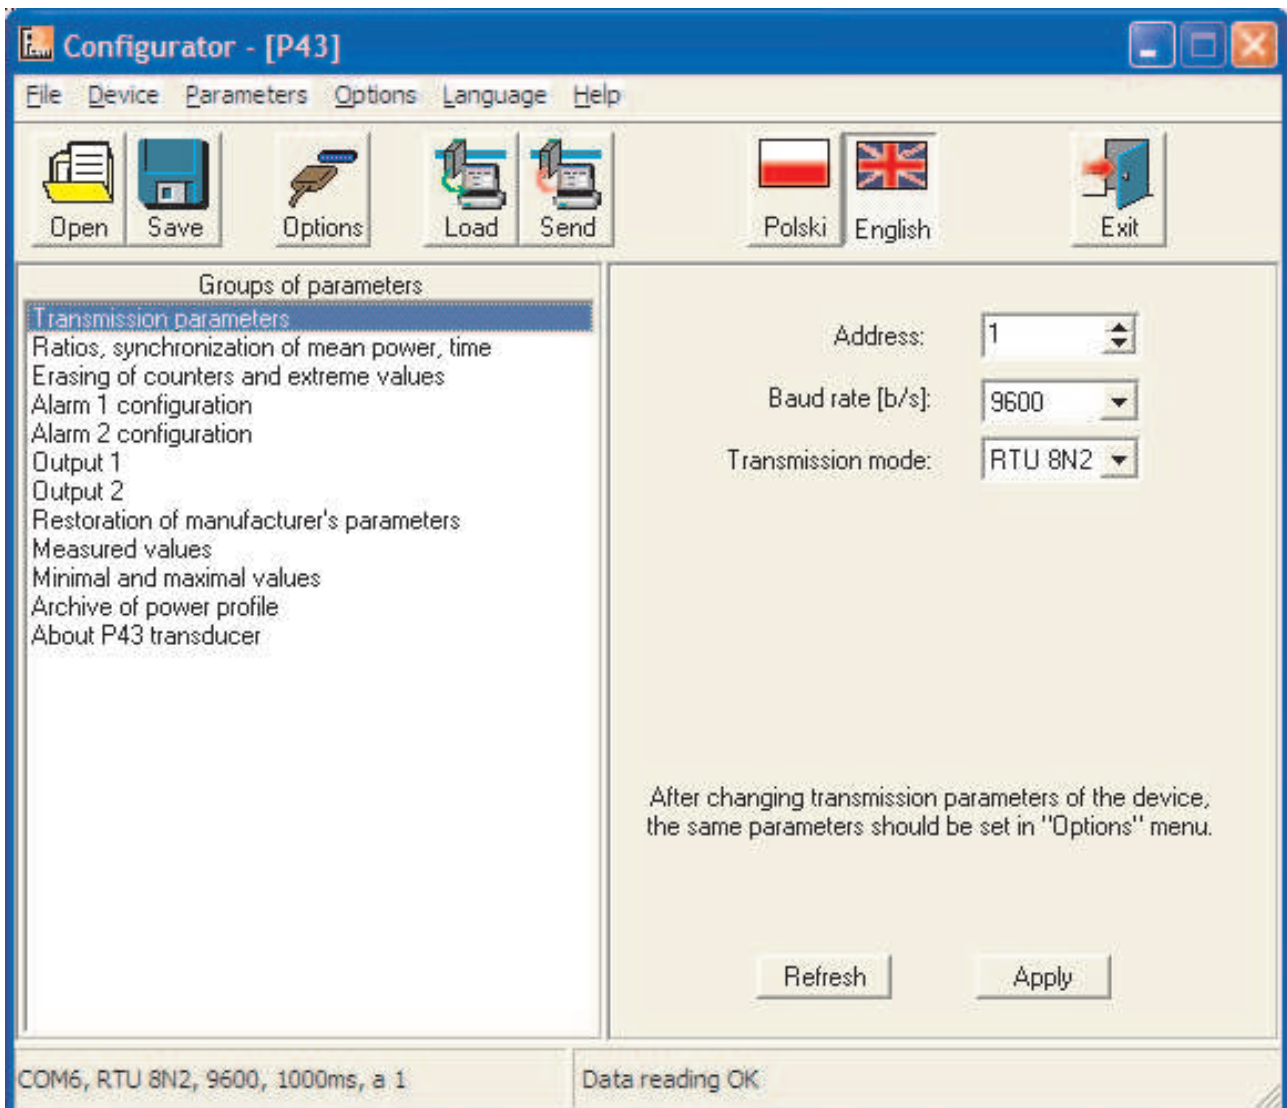 Configurator - [P43]
File Device Parameters Options Language Help
Open Save Options Load Send Polski English Exit
Groups of parameters
Transmission parameters
Ratios, synchronization of mean power, time
Erasing of counters and extreme values
Alarm 1 configuration
Alarm 2 configuration
Output 1
Output 2
Restoration of manufacturer's parameters
Measured values
Minimal and maximal values
Archive of power profile
About P43 transducer
Address: 1
Baud rate [b/s]: 9600
Transmission mode: RTU 8N2
After changing transmission parameters of the device,
the same parameters should be set in "Options" menu.
Refresh Apply
COM6, RTU 8N2, 9600, 1000ms, a 1 Data reading OK